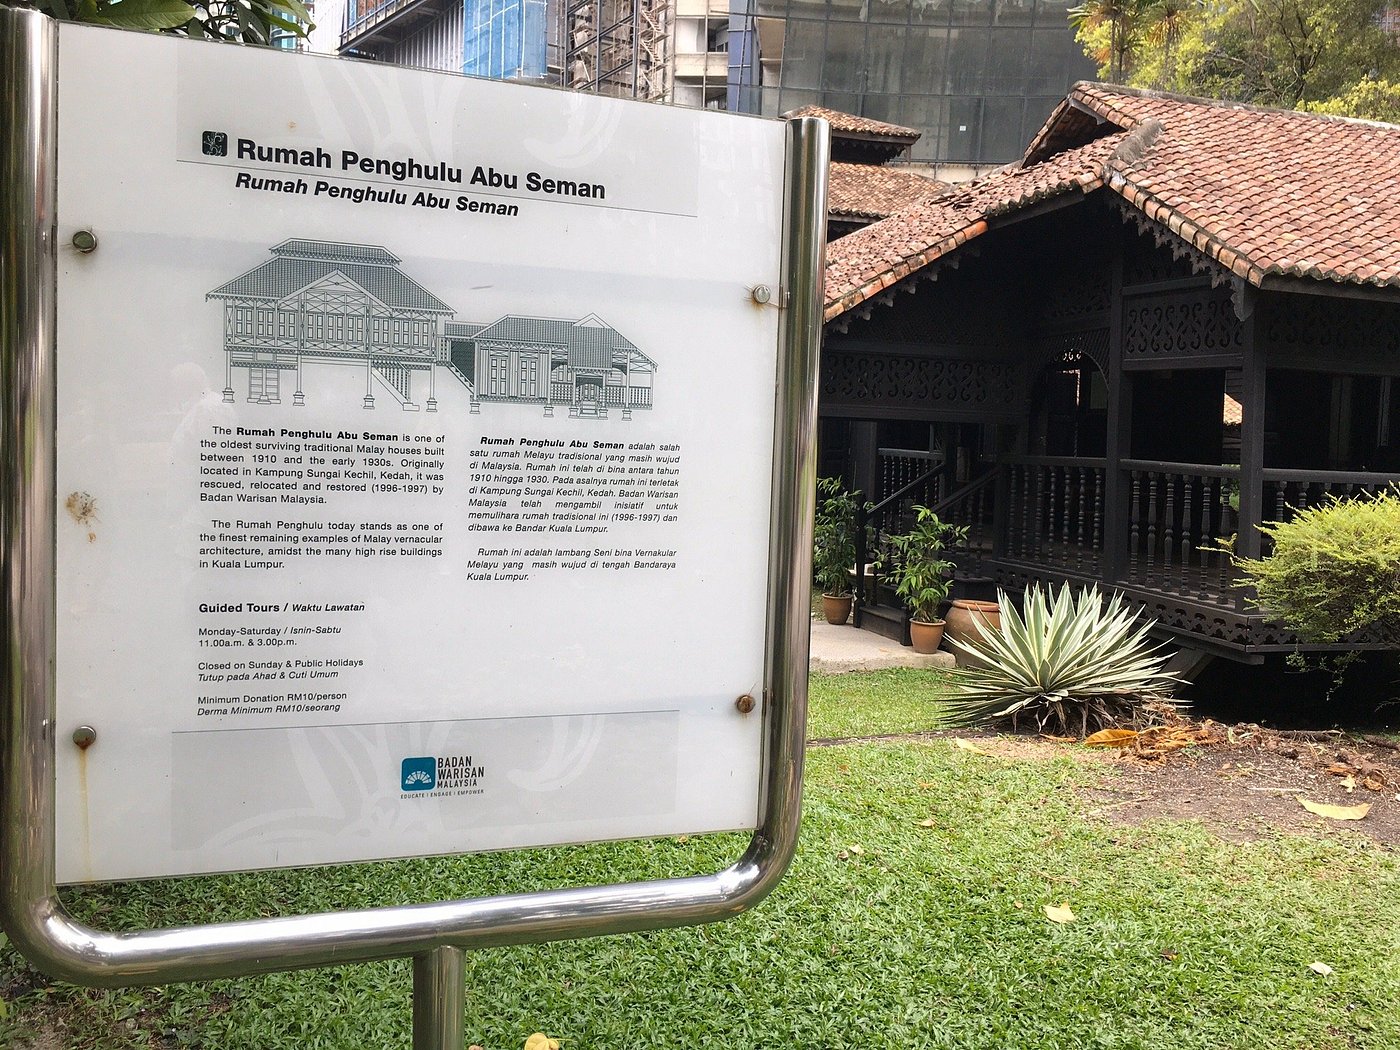 Rumah Penghulu Abu Seman
Rumah Penghulu Abu Seman
The Rumah Penghulu Abu Seman is one of
the oldest surviving traditional Malay houses built
between 1910 and the early 1930s. Originally
located in Kampung Sungai Kechil, Kedah, it was
rescued, relocated and restored (1996-1997) by
Badan Warisan Malaysia.
The Rumah Penghulu today stands as one of
the finest remaining examples of Malay vernacular
architecture, amidst the many high rise buildings
in Kuala Lumpur.
Rumah Penghulu Abu Seman adalah salah
satu rumah Melayu tradisional yang masih wujud
di Malaysia. Rumah ini telah di bina antara tahun
1910 hingga 1930. Pada asalnya rumah ini terletak
di Kampung Sungai Kechil, Kedah. Badan Warisan
Malaysia telah mengambil inisiatif untuk
memulihara rumah tradisional ini (1996-1997) dan
dibawa ke Bandar Kuala Lumpur.
Rumah ini adalah lambang Seni bina Vernakular
Melayu yang masih wujud di tengah Bandaraya
Kuala Lumpur.
Guided Tours / Waktu Lawatan
Monday-Saturday / Isnin-Sabtu
11.00a.m. & 3.00p.m.
Closed on Sunday & Public Holidays
Tutup pada Ahad & Cuti Umum
Minimum Donation RM10/person
Derma Minimum RM10/seorang
BADAN
WARISAN
MALAYSIA
EDUCATE | ENGAGE | EMPOWER